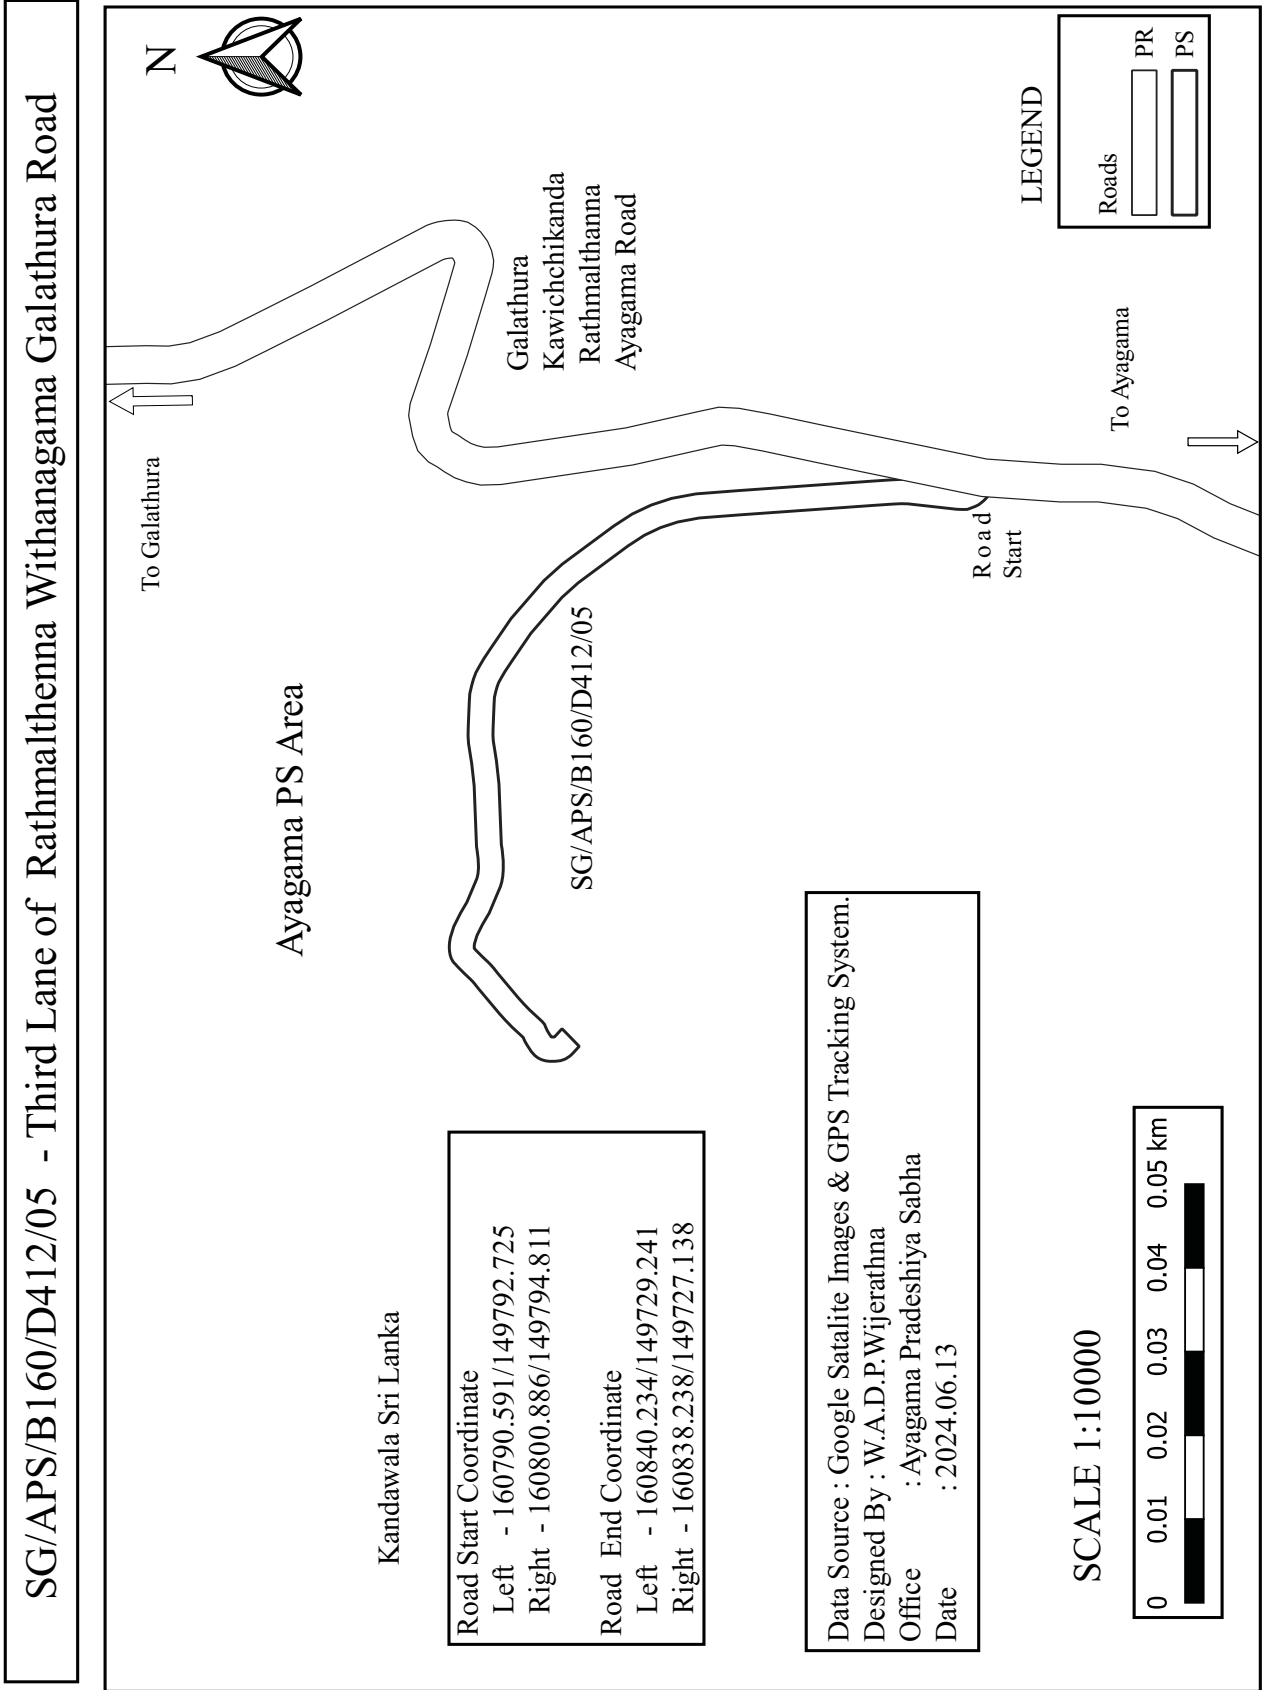 SG/APS/B160/D412/05 - Third Lane of Rathmalthenna Withanagama Galathura Road
N
To Galathura
Ayagama PS Area
Galathura
Kawichchikanda
Rathmalthanna
Ayagama Road
SG/APS/B160/D412/05
Road
Start
To Ayagama
Kandawala Sri Lanka
Road Start Coordinate
Left - 160790.591/149792.725
Right - 160800.886/149794.811
Road End Coordinate
Left - 160840.234/149729.241
Right - 160838.238/149727.138
Data Source : Google Satalite Images & GPS Tracking System.
Designed By : W.A.D.P.Wijerathna
Office : Ayagama Pradeshiya Sabha
Date : 2024.06.13
SCALE 1:10000
0 0.01 0.02 0.03 0.04 0.05 km
LEGEND
Roads
PR
PS